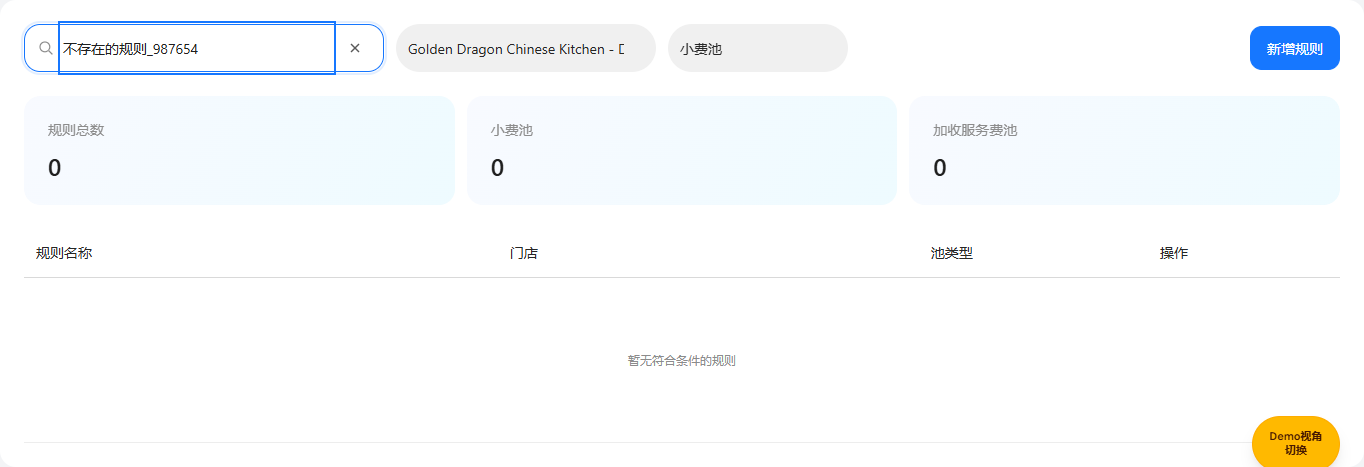 不存在的规则_987654
Golden Dragon Chinese Kitchen - D
小费池
新增规则
规则总数
0
小费池
0
加收服务费池
0
规则名称 门店 池类型 操作
暂无符合条件的规则
Demo视角
切换